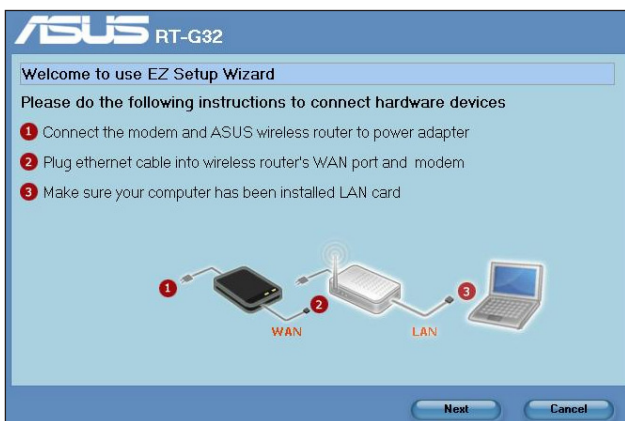 ASUS RT-G32
Welcome to use EZ Setup Wizard
Please do the following instructions to connect hardware devices
1 Connect the modem and ASUS wireless router to power adapter
2 Plug ethernet cable into wireless router's WAN port and modem
3 Make sure your computer has been installed LAN card
1
2
3
WAN
LAN
Next
Cancel